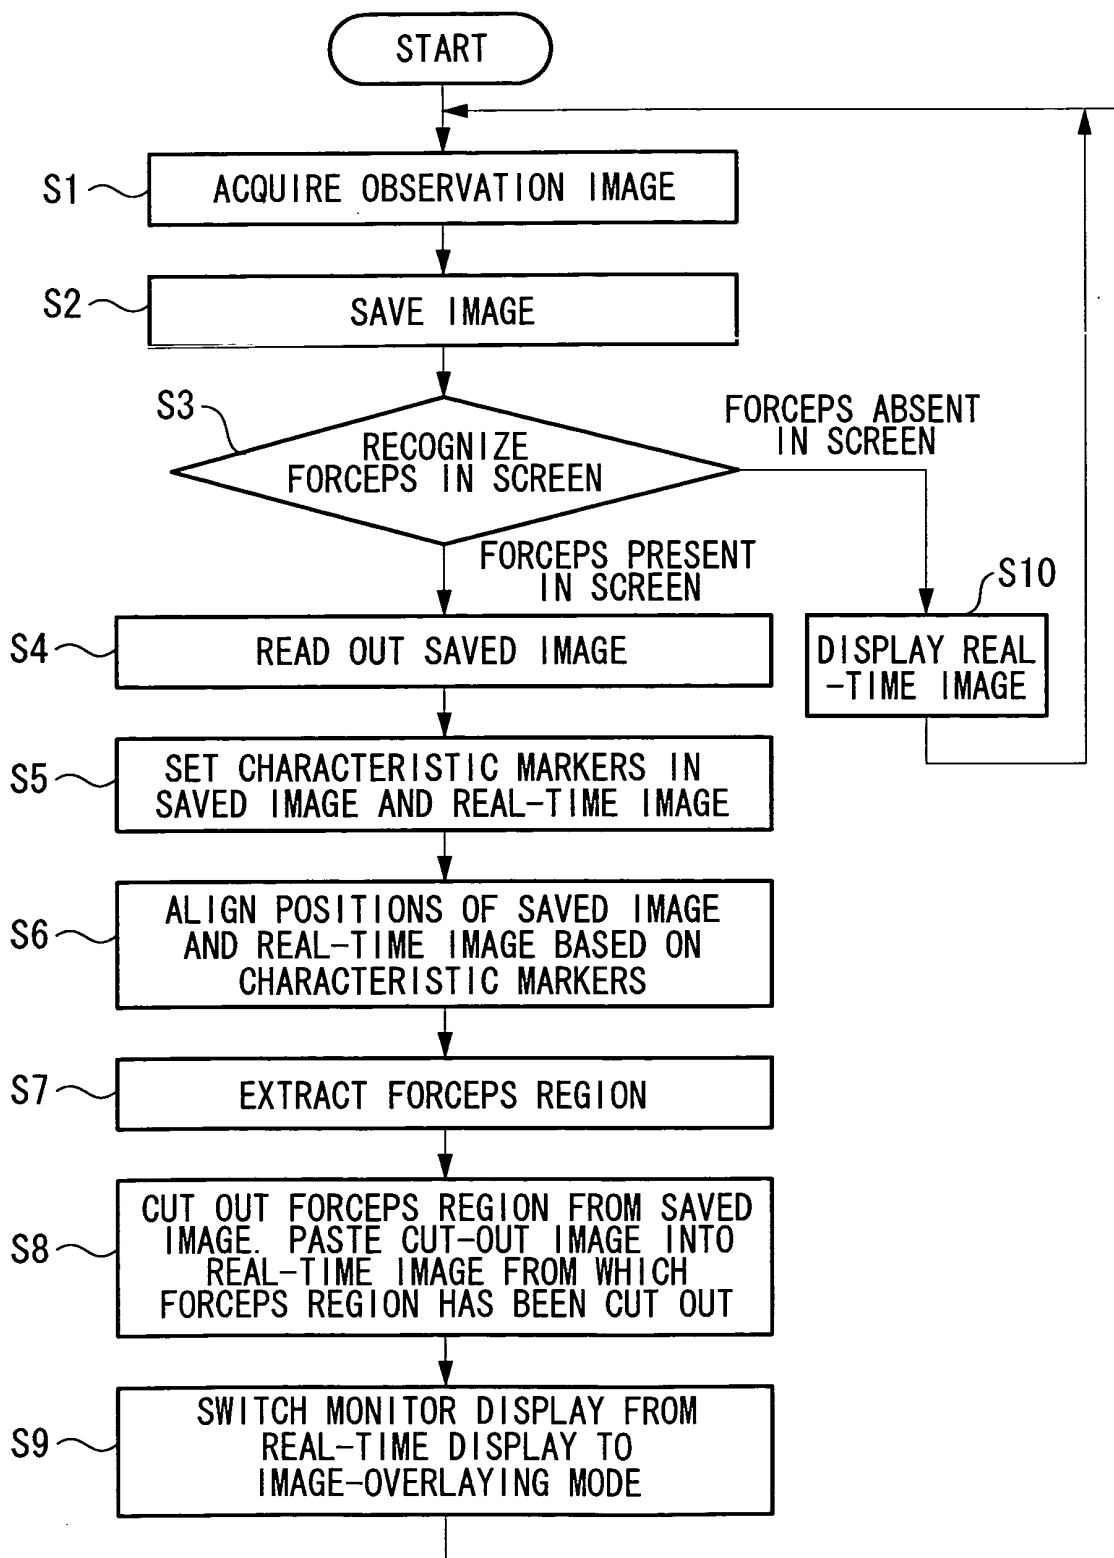 START
S1
ACQUIRE OBSERVATION IMAGE
S2
SAVE IMAGE
S3
RECOGNIZE
FORCEPS IN SCREEN
FORCEPS ABSENT
IN SCREEN
FORCEPS PRESENT
IN SCREEN
S10
DISPLAY REAL
-TIME IMAGE
S4
READ OUT SAVED IMAGE
S5
SET CHARACTERISTIC MARKERS IN
SAVED IMAGE AND REAL-TIME IMAGE
S6
ALIGN POSITIONS OF SAVED IMAGE
AND REAL-TIME IMAGE BASED ON
CHARACTERISTIC MARKERS
S7
EXTRACT FORCEPS REGION
S8
CUT OUT FORCEPS REGION FROM SAVED
IMAGE. PASTE CUT-OUT IMAGE INTO
REAL-TIME IMAGE FROM WHICH
FORCEPS REGION HAS BEEN CUT OUT
S9
SWITCH MONITOR DISPLAY FROM
REAL-TIME DISPLAY TO
IMAGE-OVERLAYING MODE